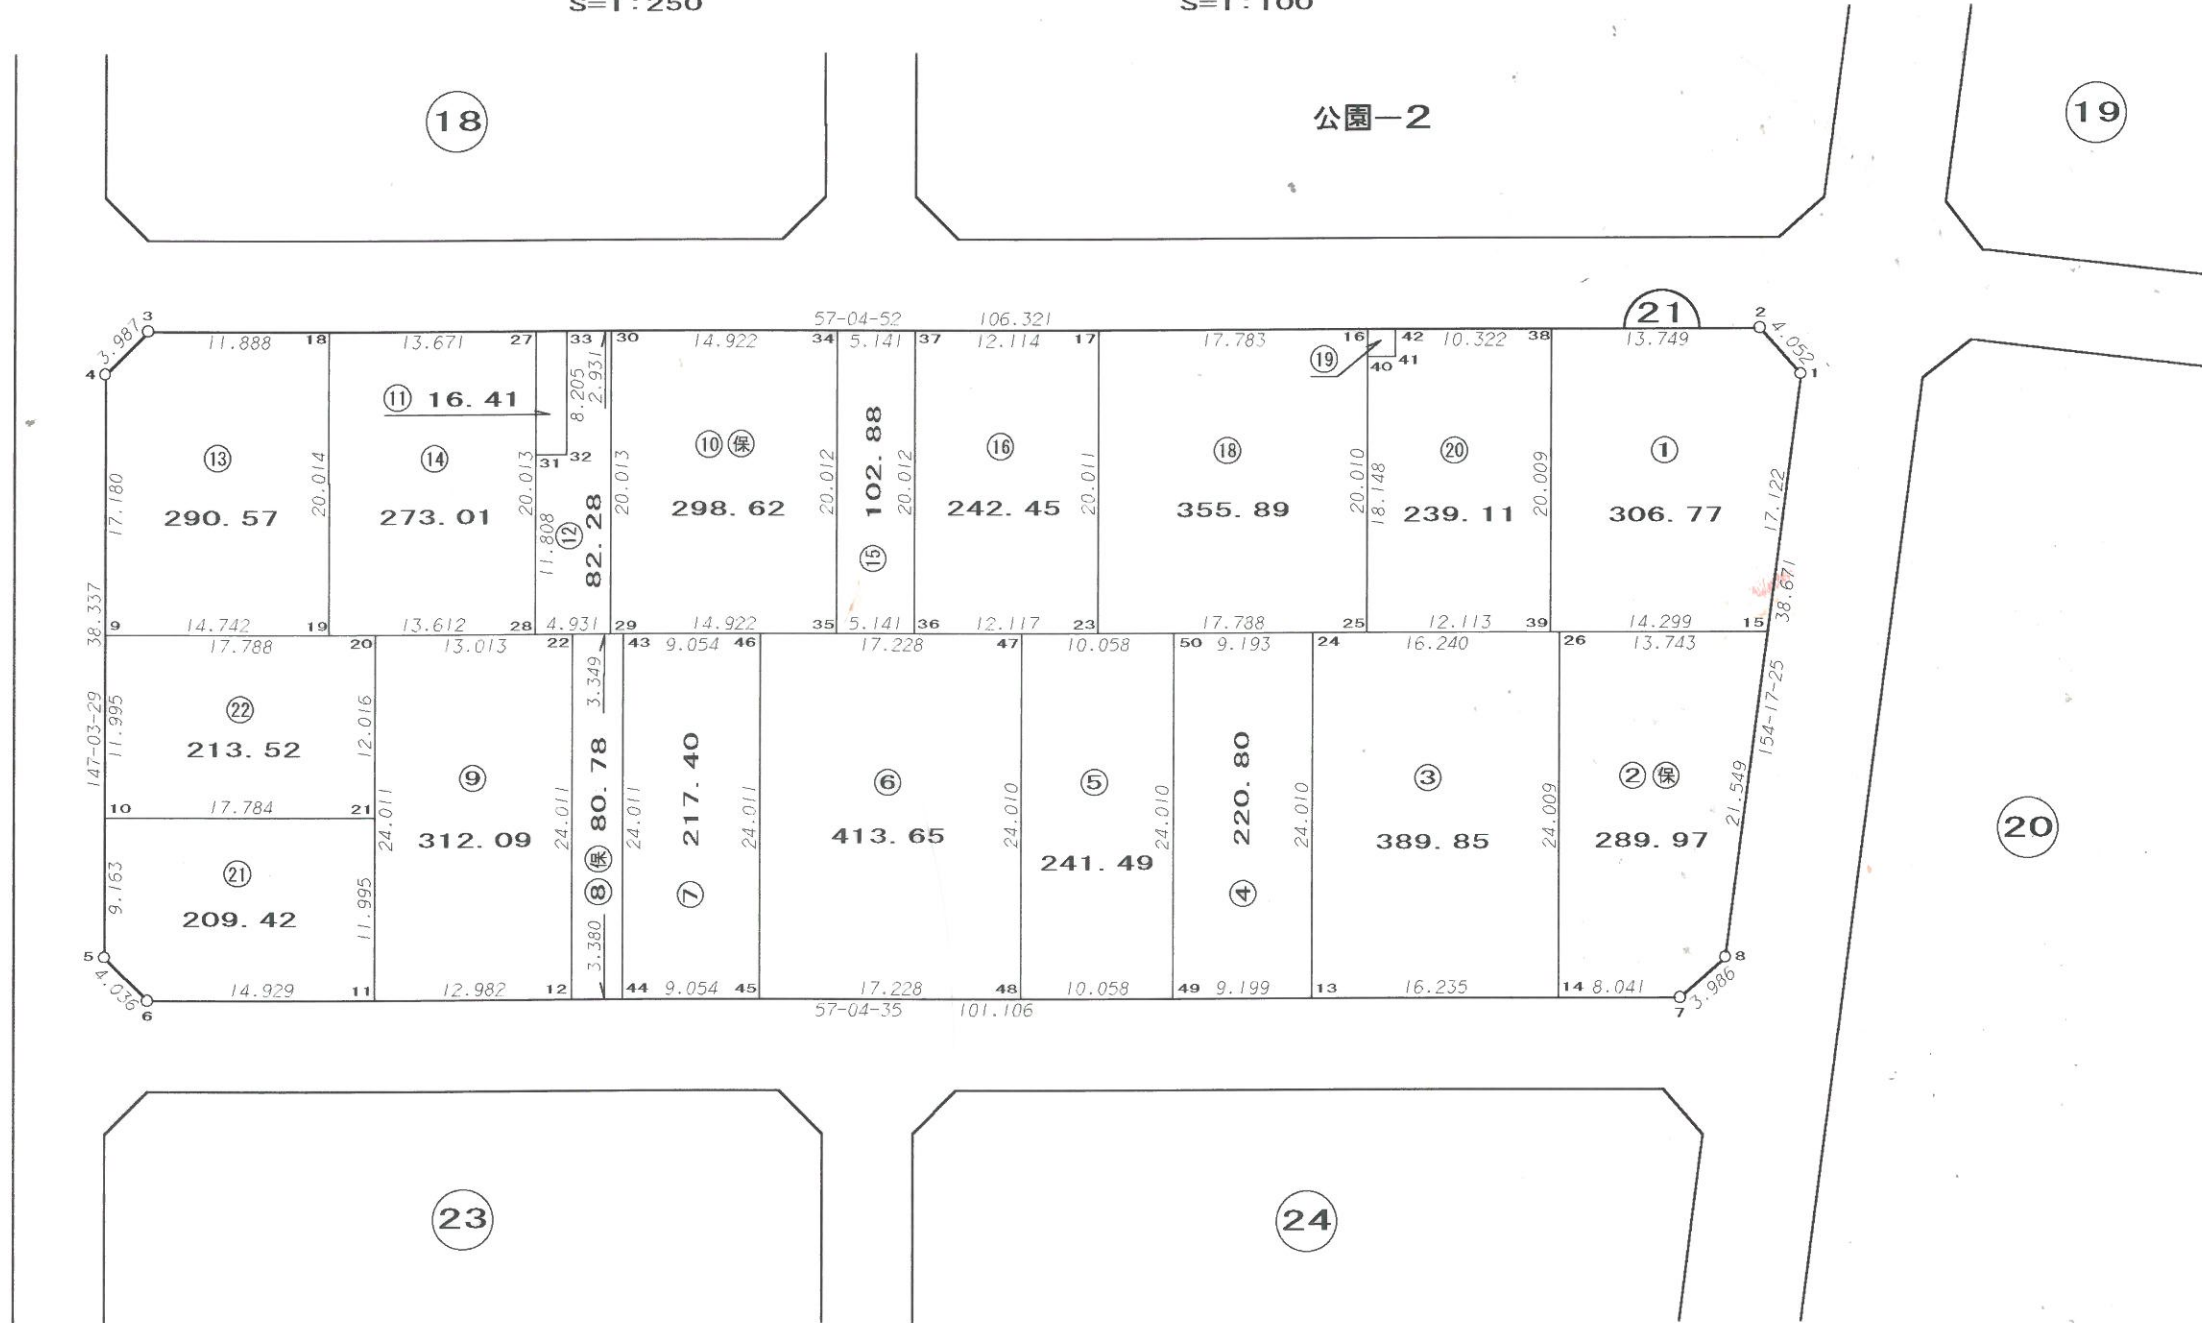 S=1:250
S=1:100
18
公園－2
19
21
57-04-52 106.321
3 18 27 33 30 34 37 17 16 42 38 2
3.987 11.888 13.671 14.922 5.141 12.114 17.783 10.322 13.749 4.052
4 19 40 41 1
8.205 2.931
⑪ 16.41
⑬ ⑭ 31 32 ⑩ 保 ⑯ ⑱ ⑳ ①
17.180 20.014 20.013 20.013 20.012 20.012 20.011 20.010 18.148 20.009 17.122
290.57 273.01 298.62 102.88 242.45 355.89 239.11 306.77
11.808 ⑫ 82.28 ⑮
38.337 38.671
9 14.742 19 13.612 28 4.931 29 14.922 35 5.141 36 12.117 23 17.788 25 12.113 39 14.299 15
17.788 20 13.013 22 43 9.054 46 17.228 47 10.058 50 9.193 24 16.240 26 13.743
147-03-29 11.995 12.016 3.349 154-17-25
㉒
213.52
⑨ ⑧ 保 80.78 ⑦ 217.40 ⑥ ⑤ ④ 220.80 ③ ② 保
10 17.784 21
24.011 312.09 24.011 24.011 24.011 413.65 24.010 241.49 24.010 24.010 389.85 24.009 289.97 21.549
㉑
9.163 209.42 11.995 3.380
5 8
4.036 14.929 11 12.982 12 44 9.054 45 17.228 48 10.058 49 9.199 13 16.235 14 8.041 3.986
6 57-04-35 101.106 7
20
23
24